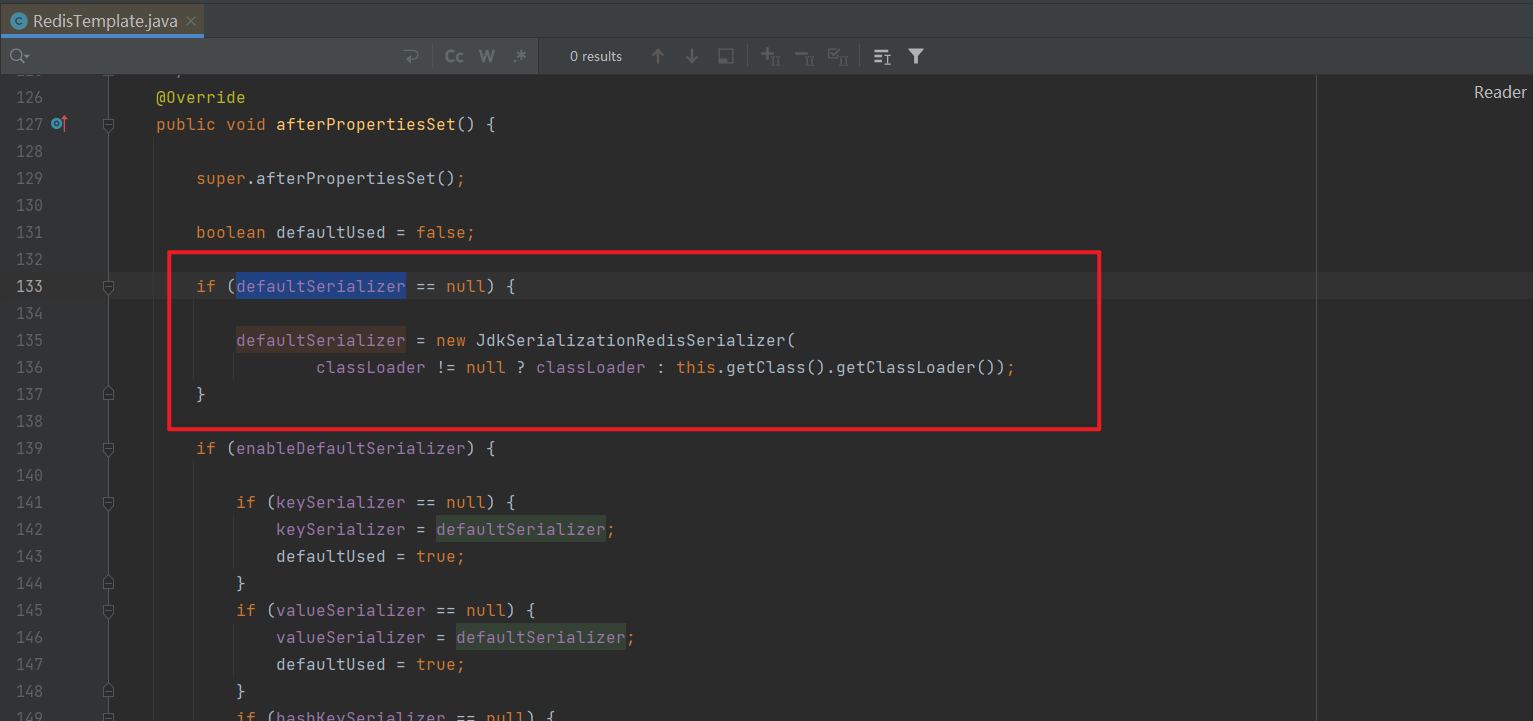 RedisTemplate.java
Cc W .* 0 results
Reader
126 @Override
127 public void afterPropertiesSet() {
128
129 super.afterPropertiesSet();
130
131 boolean defaultUsed = false;
132
133 if (defaultSerializer == null) {
134
135 defaultSerializer = new JdkSerializationRedisSerializer(
136 classLoader != null ? classLoader : this.getClass().getClassLoader());
137 }
138
139 if (enableDefaultSerializer) {
140
141 if (keySerializer == null) {
142 keySerializer = defaultSerializer;
143 defaultUsed = true;
144 }
145 if (valueSerializer == null) {
146 valueSerializer = defaultSerializer;
147 defaultUsed = true;
148 }
149 if (hashKeySerializer == null) {